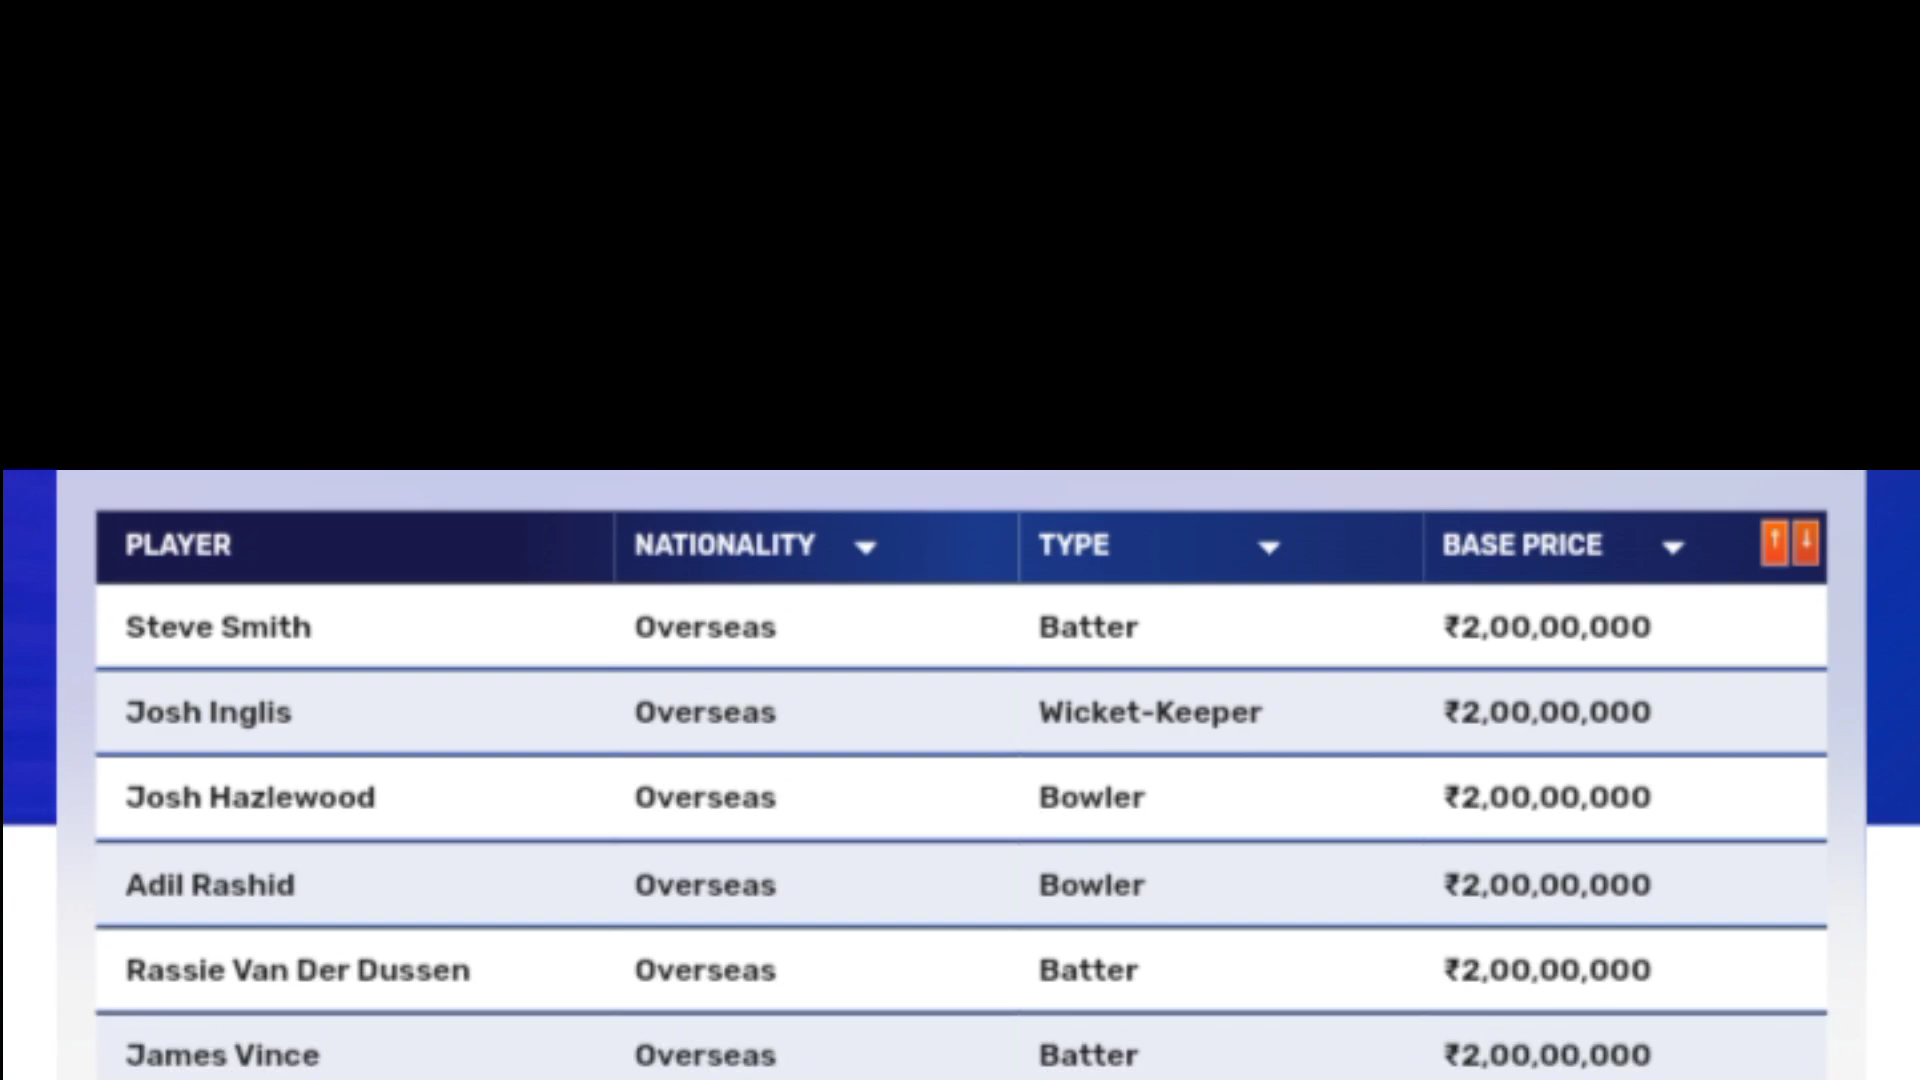 PLAYER NATIONALITY TYPE BASE PRICE ↑ ↓
Steve Smith Overseas Batter ₹2,00,00,000
Josh Inglis Overseas Wicket-Keeper ₹2,00,00,000
Josh Hazlewood Overseas Bowler ₹2,00,00,000
Adil Rashid Overseas Bowler ₹2,00,00,000
Rassie Van Der Dussen Overseas Batter ₹2,00,00,000
James Vince Overseas Batter ₹2,00,00,000